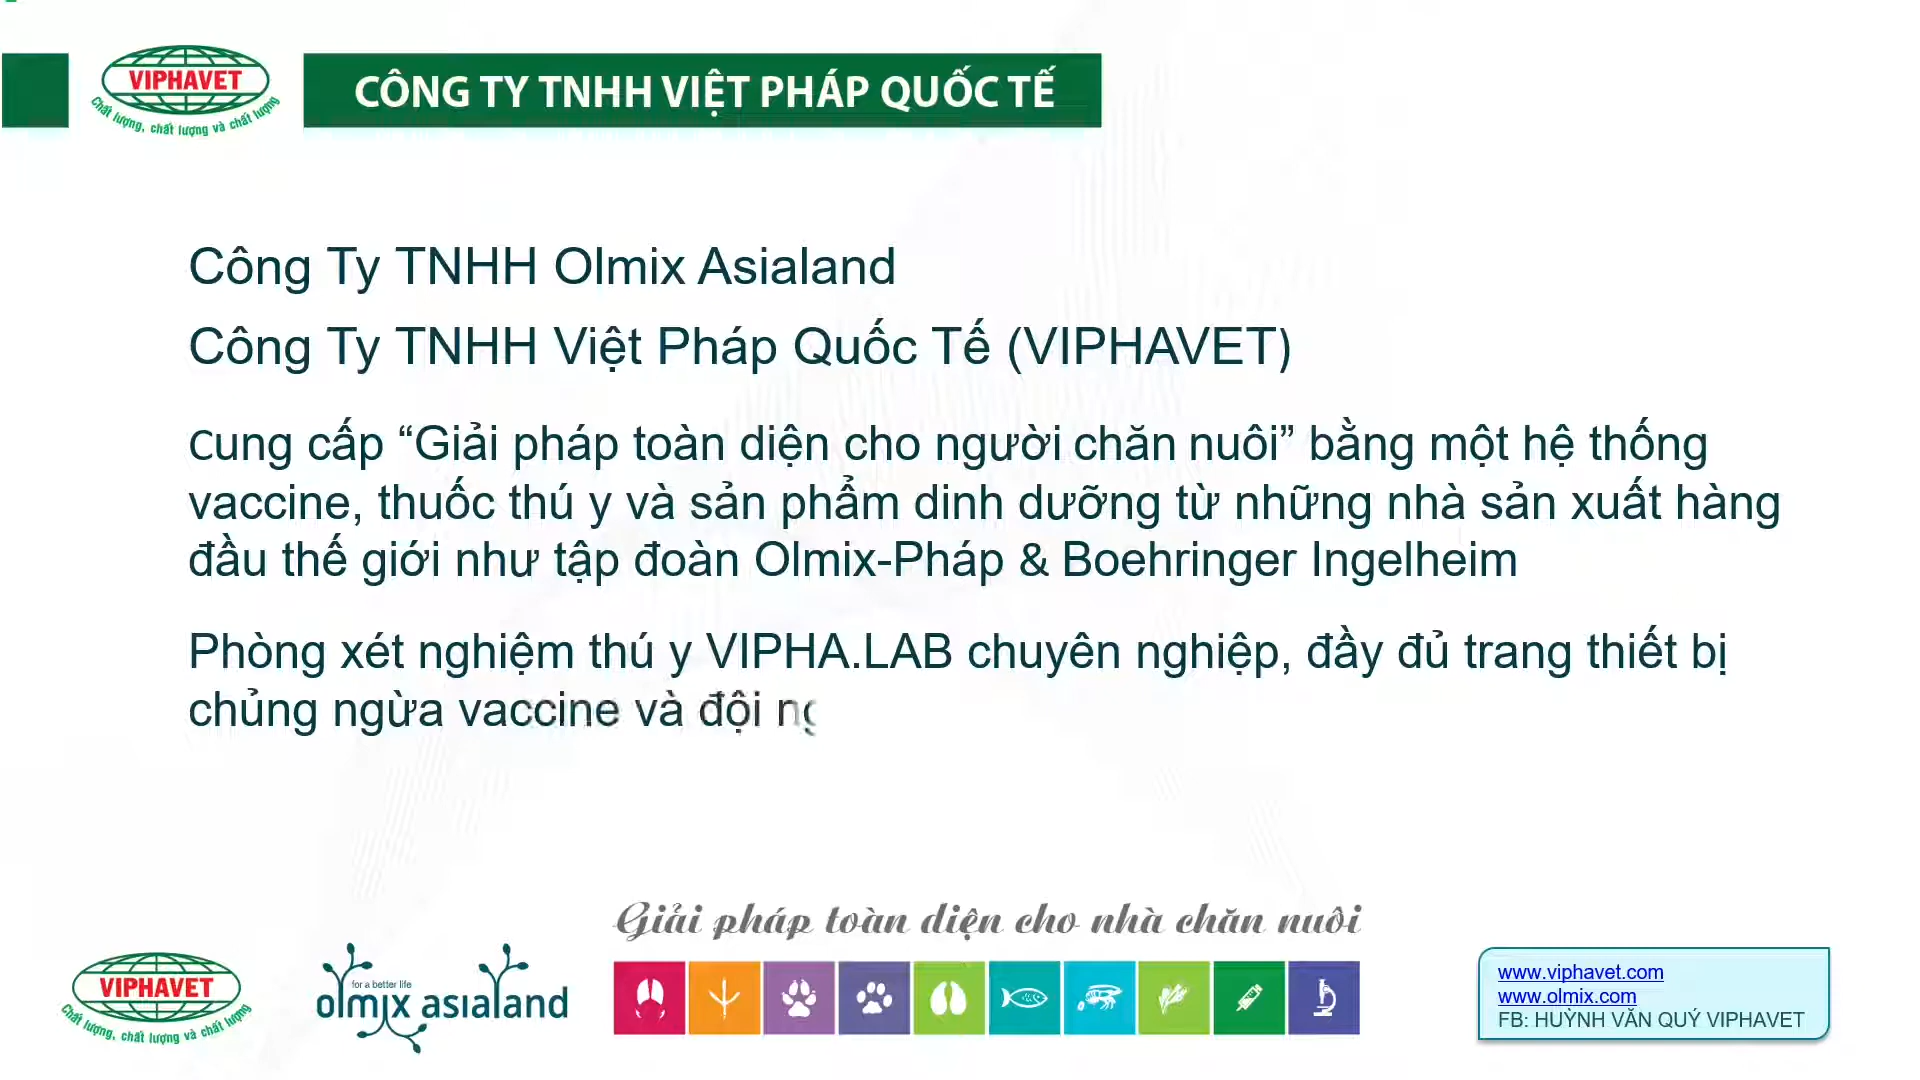 VIPHAVET
Chất lượng, chất lượng và chất lượng
CÔNG TY TNHH VIỆT PHÁP QUỐC TẾ
Công Ty TNHH Olmix Asialand
Công Ty TNHH Việt Pháp Quốc Tế (VIPHAVET)
Cung cấp “Giải pháp toàn diện cho người chăn nuôi” bằng một hệ thống
vaccine, thuốc thú y và sản phẩm dinh dưỡng từ những nhà sản xuất hàng
đầu thế giới như tập đoàn Olmix-Pháp & Boehringer Ingelheim
Phòng xét nghiệm thú y VIPHA.LAB chuyên nghiệp, đầy đủ trang thiết bị
chủng ngừa vaccine và đội
Giải pháp toàn diện cho nhà chăn nuôi
VIPHAVET
Chất lượng, chất lượng và chất lượng
for a better life
olmix asialand
www.viphavet.com
www.olmix.com
FB: HUỲNH VĂN QUÝ VIPHAVET